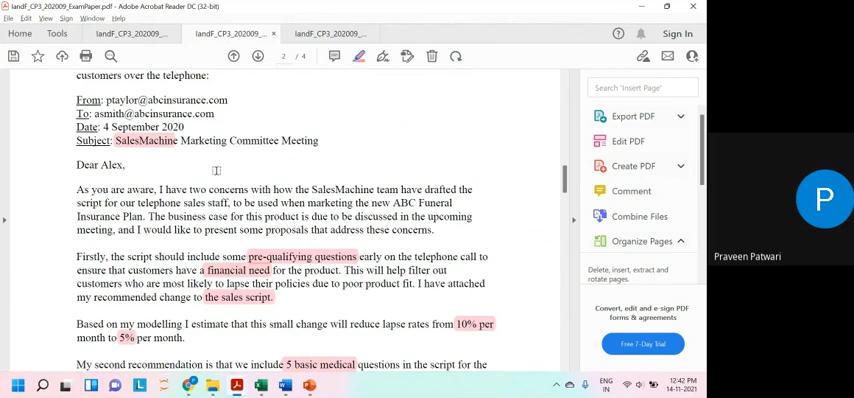 IandF_CP3_202009_ExamPaper.pdf - Adobe Acrobat Reader DC (32-bit)
File Edit View Sign Window Help
Home Tools IandF_CP3_202009_... IandF_CP3_202009_... × IandF_CP3_202009_... Sign In
2 / 4
customers over the telephone:
From: ptaylor@abcinsurance.com
To: asmith@abcinsurance.com
Date: 4 September 2020
Subject: SalesMachine Marketing Committee Meeting
Dear Alex,
As you are aware, I have two concerns with how the SalesMachine team have drafted the
script for our telephone sales staff, to be used when marketing the new ABC Funeral
Insurance Plan. The business case for this product is due to be discussed in the upcoming
meeting, and I would like to present some proposals that address these concerns.
Firstly, the script should include some pre-qualifying questions early on the telephone call to
ensure that customers have a financial need for the product. This will help filter out
customers who are most likely to lapse their policies due to poor product fit. I have attached
my recommended change to the sales script.
Based on my modelling I estimate that this small change will reduce lapse rates from 10% per
month to 5% per month.
My second recommendation is that we include 5 basic medical questions in the script for the
Search 'Insert Page'
Export PDF
Edit PDF
Create PDF
Comment
Combine Files
Organize Pages
Delete, insert, extract and
rotate pages.
Convert, edit and e-sign PDF
forms & agreements
Free 7-Day Trial
P
Praveen Patwari
ENG
IN
12:42 PM
14-11-2021